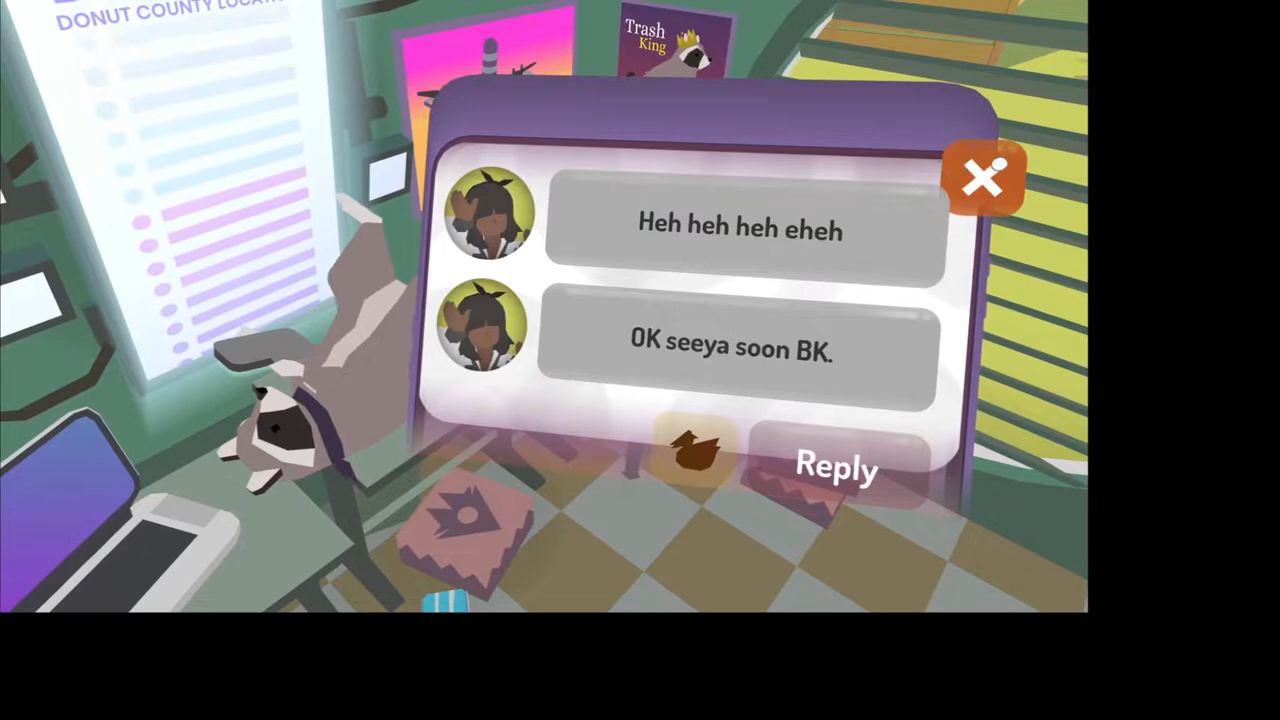 DONUT COUNTY
Trash
King
Heh heh heh eheh
OK seeya soon BK.
Reply